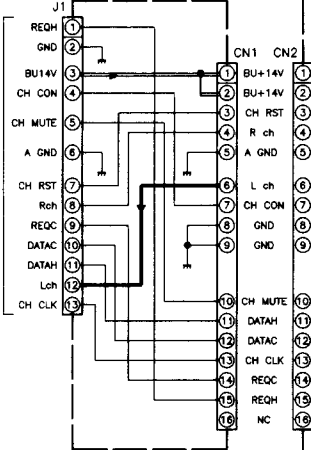 J1
REQH 1
GND 2
BU14V 3
CH CON 4
CH MUTE 5
A GND 6
CH RST 7
Rch 8
REQC 9
DATAC 10
DATAH 11
Lch 12
CH CLK 13
CN1 CN2
1 BU+14V 1
2 BU+14V 2
3 CH RST 3
4 R ch 4
5 A GND 5
6 L ch 6
7 CH CON 7
8 GND 8
9 GND 9
10 CH MUTE 10
11 DATAH 11
12 DATAC 12
13 CH CLK 13
14 REQC 14
15 REQH 15
16 NC 16